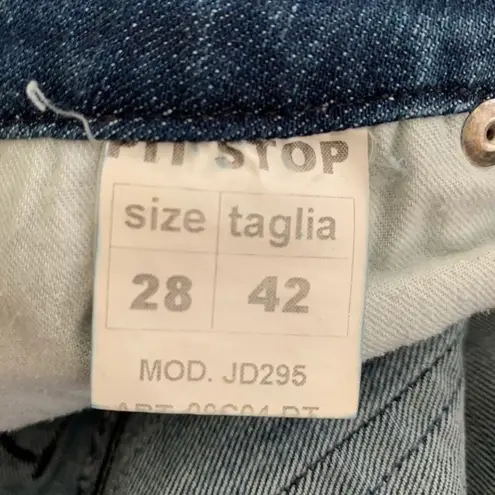 PIT STOP
size taglia
28 42
MOD. JD295